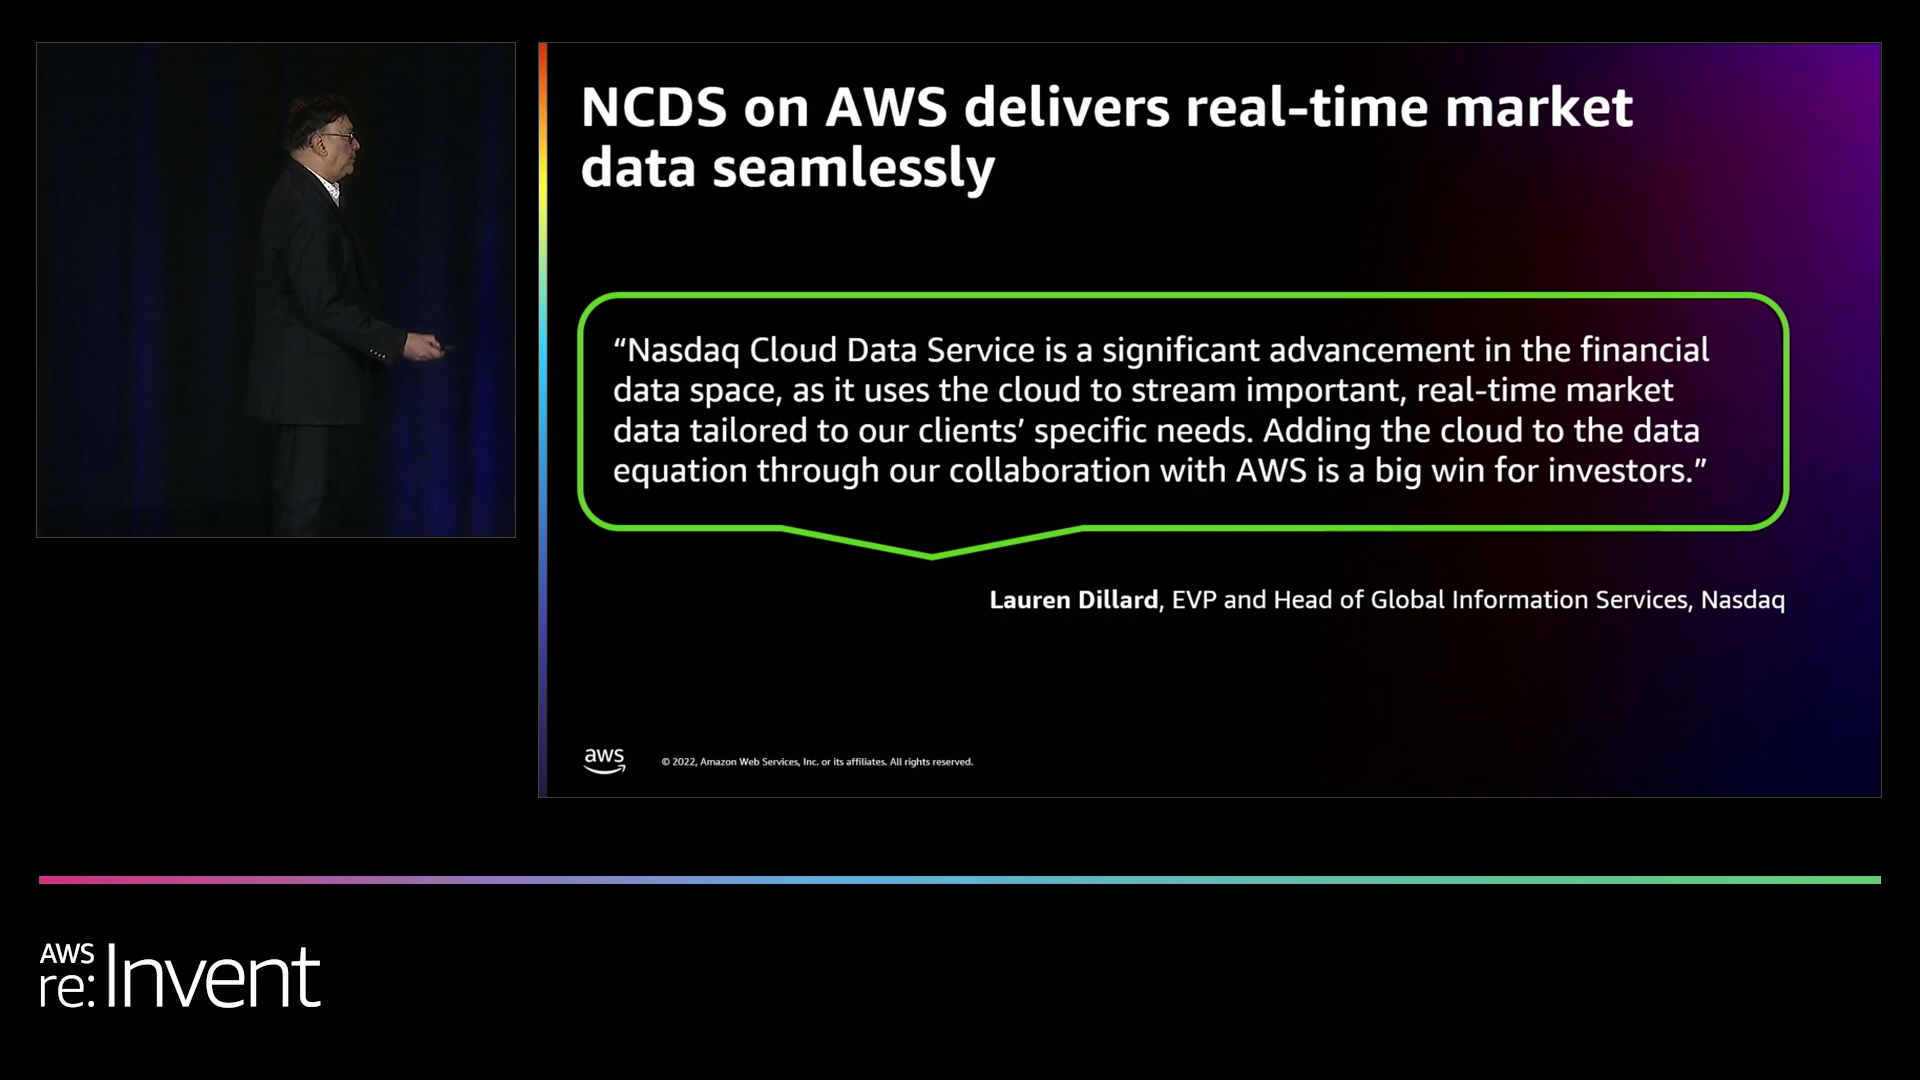 NCDS on AWS delivers real-time market
data seamlessly
“Nasdaq Cloud Data Service is a significant advancement in the financial
data space, as it uses the cloud to stream important, real-time market
data tailored to our clients’ specific needs. Adding the cloud to the data
equation through our collaboration with AWS is a big win for investors.”
Lauren Dillard, EVP and Head of Global Information Services, Nasdaq
aws
© 2022, Amazon Web Services, Inc. or its affiliates. All rights reserved.
AWS
re:Invent